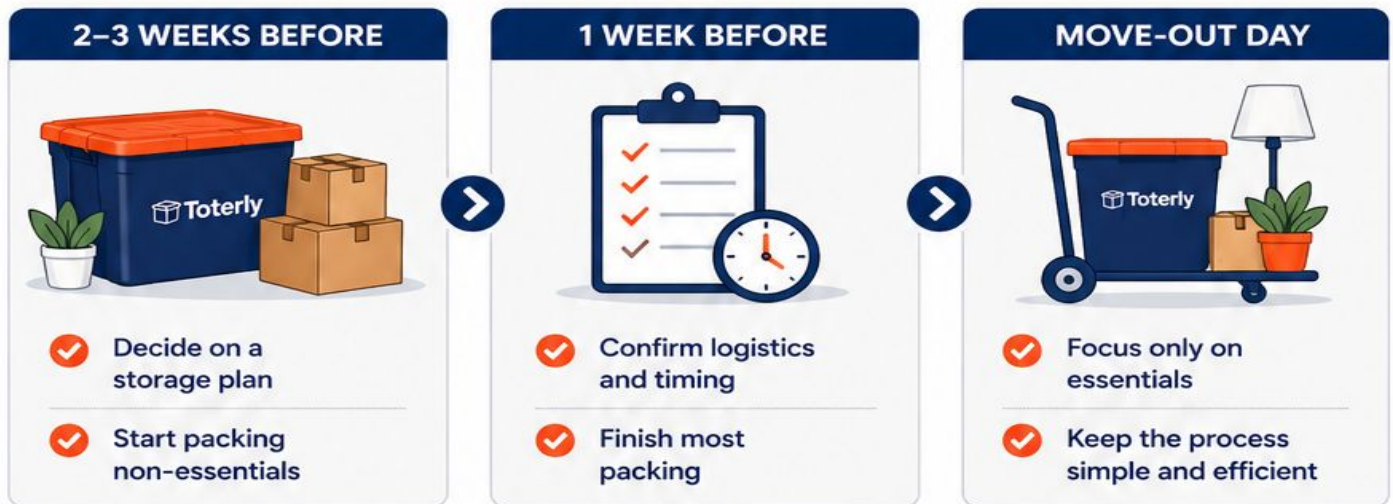 2–3 WEEKS BEFORE
Toterly
Decide on a
storage plan
Start packing
non-essentials
1 WEEK BEFORE
Confirm logistics
and timing
Finish most
packing
MOVE-OUT DAY
Toterly
Focus only on
essentials
Keep the process
simple and efficient